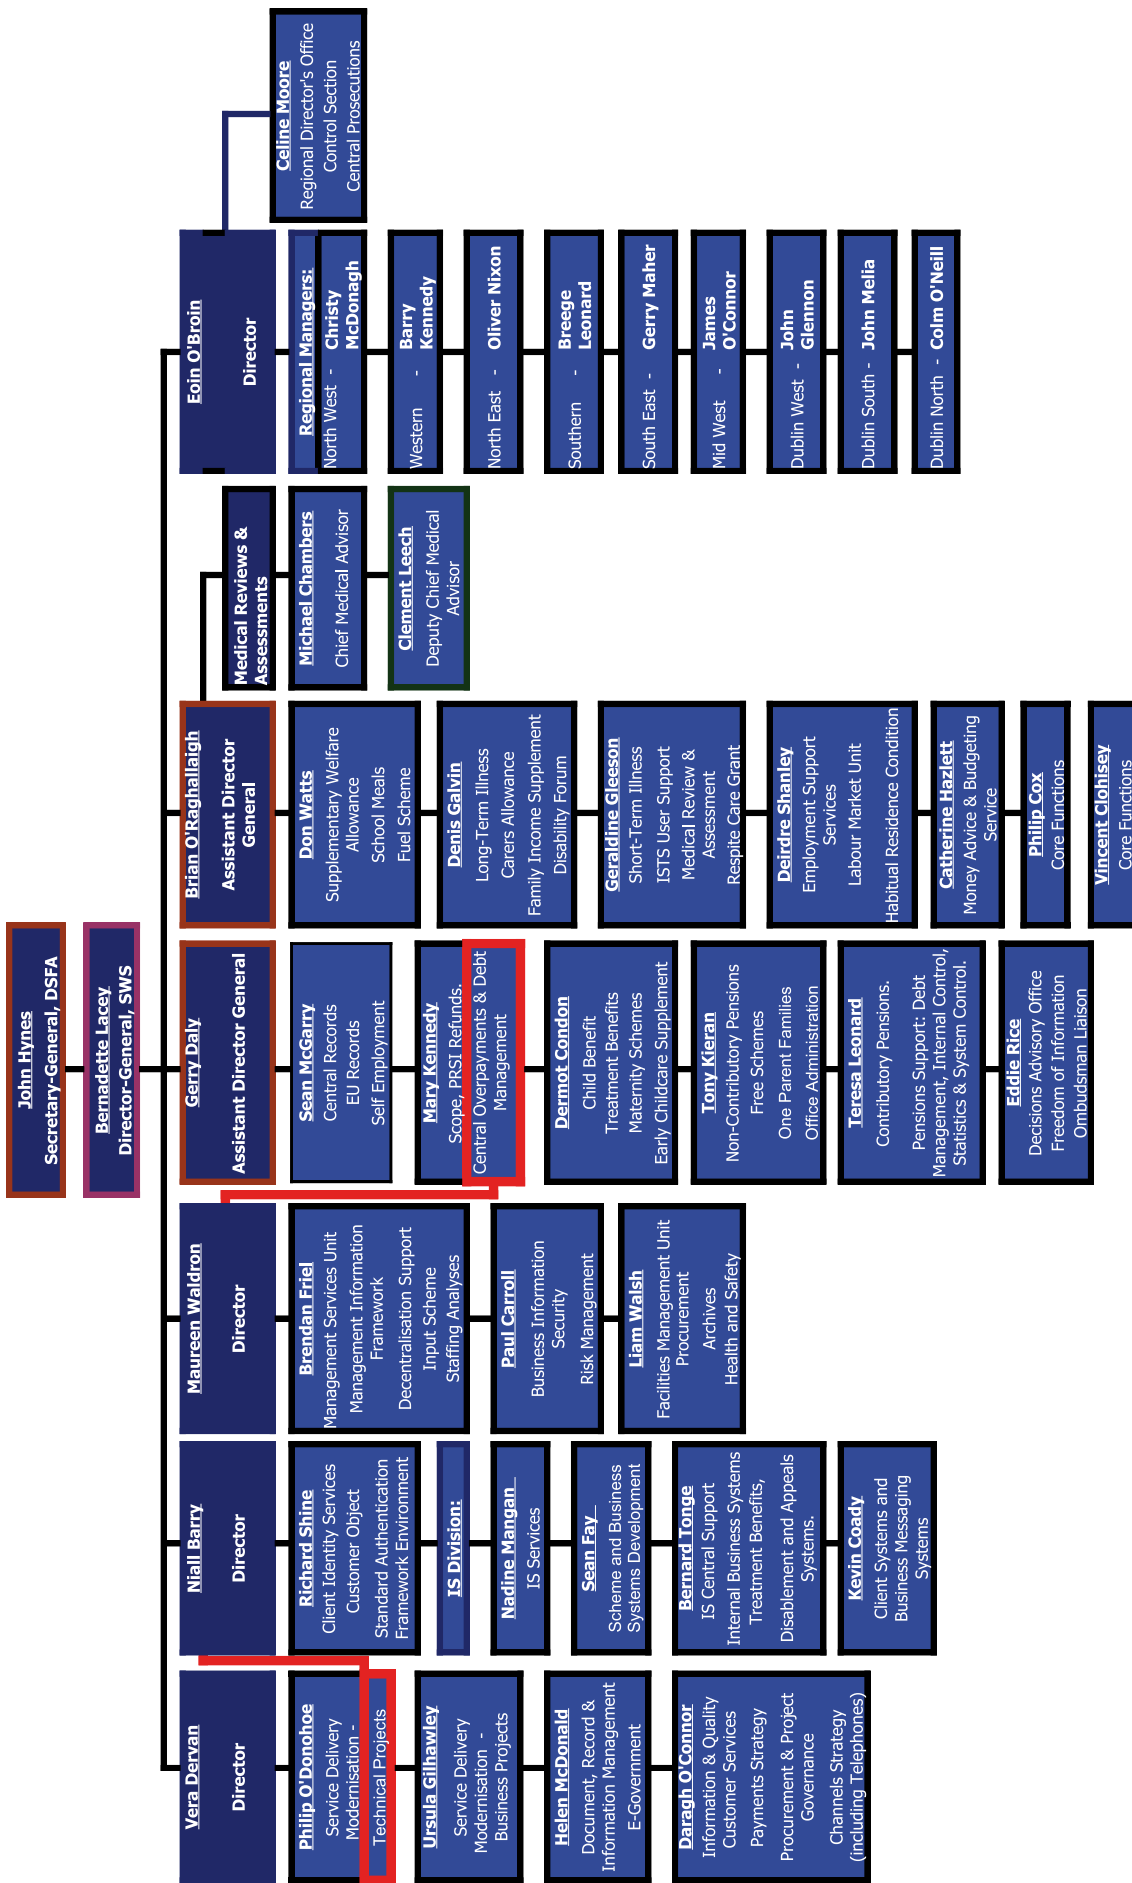 John Hynes
Secretary-General, DSFA
Bernadette Lacey
Director-General, SWS
Vera Dervan
Director
Philip O'Donohoe
Service Delivery
Modernisation -
Technical Projects
Ursula Gilhawley
Service Delivery
Modernisation -
Business Projects
Helen McDonald
Document, Record &
Information Management
E-Government
Daragh O'Connor
Information & Quality
Customer Services
Payments Strategy
Procurement & Project
Governance
Channels Strategy
(including Telephones)
Niall Barry
Director
Richard Shine
Client Identity Services
Customer Object
Standard Authentication
Framework Environment
IS Division:
Nadine Mangan
IS Services
Sean Fay
Scheme and Business
Systems Development
Bernard Tonge
IS Central Support
Internal Business Systems
Treatment Benefits,
Disablement and Appeals
Systems.
Kevin Coady
Client Systems and
Business Messaging
Systems
Maureen Waldron
Director
Brendan Friel
Management Services Unit
Management Information
Framework
Decentralisation Support
Input Scheme
Staffing Analyses
Paul Carroll
Business Information
Security
Risk Management
Liam Walsh
Facilities Management Unit
Procurement
Archives
Health and Safety
Gerry Daly
Assistant Director General
Sean McGarry
Central Records
EU Records
Self Employment
Mary Kennedy
Scope, PRSI Refunds.
Central Overpayments & Debt
Management
Dermot Condon
Child Benefit
Treatment Benefits
Maternity Schemes
Early Childcare Supplement
Tony Kieran
Non-Contributory Pensions
Free Schemes
One Parent Families
Office Administration
Teresa Leonard
Contributory Pensions.
Pensions Support: Debt
Management, Internal Control,
Statistics & System Control.
Eddie Rice
Decisions Advisory Office
Freedom of Information
Ombudsman Liaison
Brian O'Raghallaigh
Assistant Director
General
Don Watts
Supplementary Welfare
Allowance
School Meals
Fuel Scheme
Denis Galvin
Long-Term Illness
Carers Allowance
Family Income Supplement
Disability Forum
Geraldine Gleeson
Short-Term Illness
ISTS User Support
Medical Review &
Assessment
Respite Care Grant
Deirdre Shanley
Employment Support
Services
Labour Market Unit
Habitual Residence Condition
Catherine Hazlett
Money Advice & Budgeting
Service
Philip Cox
Core Functions
Vincent Clohisey
Core Functions
Medical Reviews &
Assessments
Michael Chambers
Chief Medical Advisor
Clement Leech
Deputy Chief Medical
Advisor
Eoin O'Broin
Director
Regional Managers:
North West - Christy
McDonagh
Western - Barry
Kennedy
North East - Oliver Nixon
Southern - Breege
Leonard
South East - Gerry Maher
Mid West - James
O'Connor
Dublin West - John
Glennon
Dublin South - John Melia
Dublin North - Colm O'Neill
Celine Moore
Regional Director's Office
Control Section
Central Prosecutions